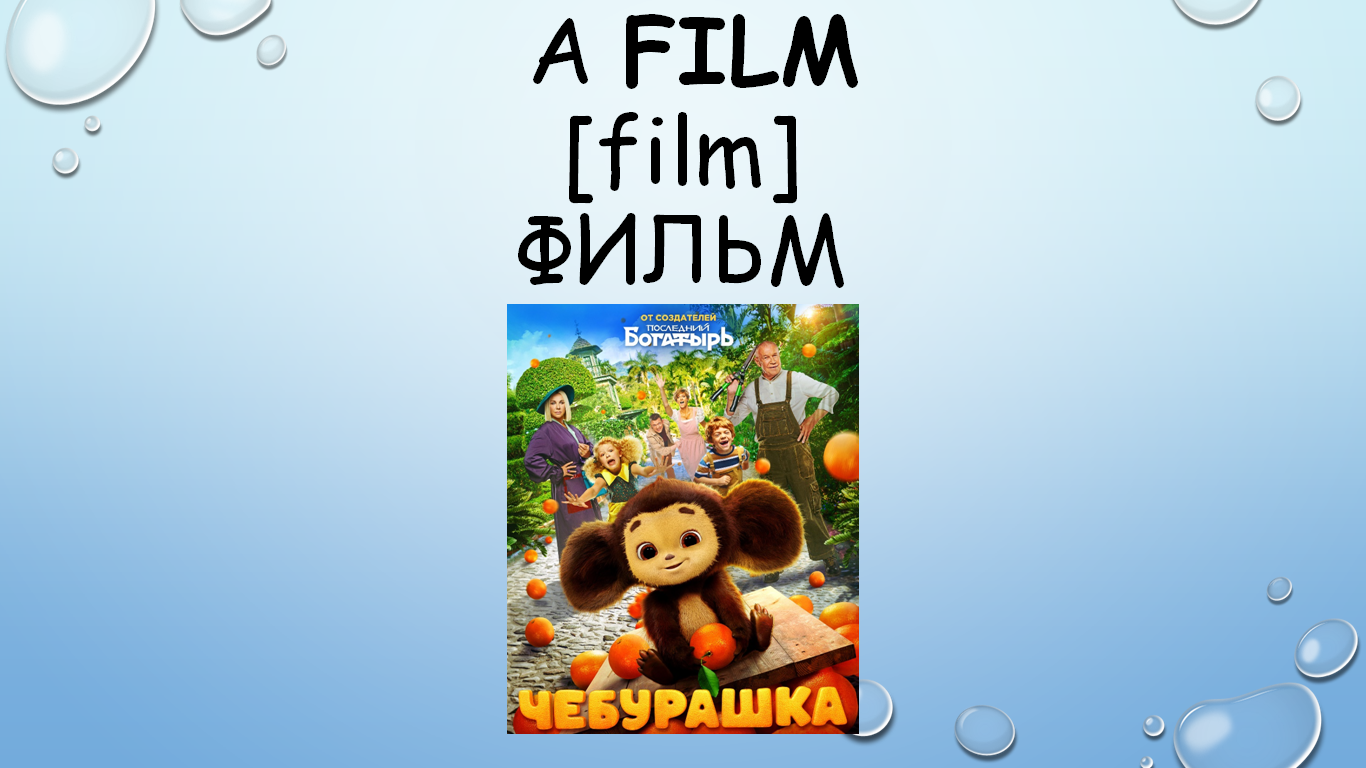 A FILM
[film]
ФИЛЬМ
ОТ СОЗДАТЕЛЕЙ
ПОСЛЕДНИЙ
БОГАТЫРЬ
ЧЕБУРАШКА